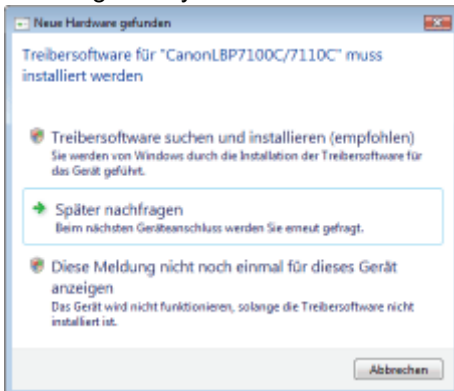 Neue Hardware gefunden
Treibersoftware für "CanonLBP7100C/7110C" muss
installiert werden
Treibersoftware suchen und installieren (empfohlen)
Sie werden von Windows durch die Installation der Treibersoftware für
das Gerät geführt.
Später nachfragen
Beim nächsten Geräteanschluss werden Sie erneut gefragt.
Diese Meldung nicht noch einmal für dieses Gerät
anzeigen
Das Gerät wird nicht funktionieren, solange die Treibersoftware nicht
installiert ist.
Abbrechen